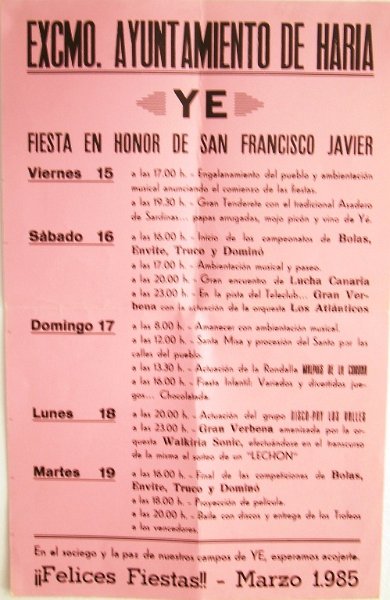 EXCMO. AYUNTAMIENTO DE HARIA
YE
FIESTA EN HONOR DE SAN FRANCISCO JAVIER
Viernes 15
a las 17.00 h. - Engalanamiento del pueblo y ambientación
musical anunciando el comienso de las fiestas.
a las 19.30 h. - Gran Tenderete con el tradicional Asadero
de Sardinas... papas arrugadas, mojo picón y vino de Yé.
Sábado 16
a las 16.00 h. - Inicio de los campeonatos de Bolas,
Envite, Truco y Dominó
a las 17.00 h. - Ambientación musical y paseo.
a las 20.00 h. - Gran encuentro de Lucha Canaria
a las 23.00 h. - En la pista del Teleclub... Gran Ver-
bena con la actuación de la orquesta Los Atlánticos
Domingo 17
a las 8.00 h. - Amanecer con ambientación musical.
a las 12.00 h. - Santa Misa y procesión del Santo por las
calles del pueblo.
a las 13.30 h. - Actuación de la Rondalla MALPAIS DE LA CORONA
a las 16.00 h. - Fiesta Infantil: Variados y divertidos jue-
gos... Chocolatada.
Lunes 18
a las 20.00 h. - Actuación del grupo DISCO-PAY LOS VALLES
a las 23.00 h. - Gran Verbena amenizada por la or-
questa Walkiria Sonic, efectuándose en el transcurso
de la misma el sorteo de un "LECHON"
Martes 19
a las 16.00 h. - Final de las competiciones de Bolas,
Envite, Truco y Dominó
a las 18.00 h. - Proyección de película.
a las 20.00 h. - Baile con discos y entrega de los Trofeos
a los vencedores.
En el sociego y la paz de nuestros campos de YE, esperamos acojerte.
¡¡Felices Fiestas!! - Marzo 1.985